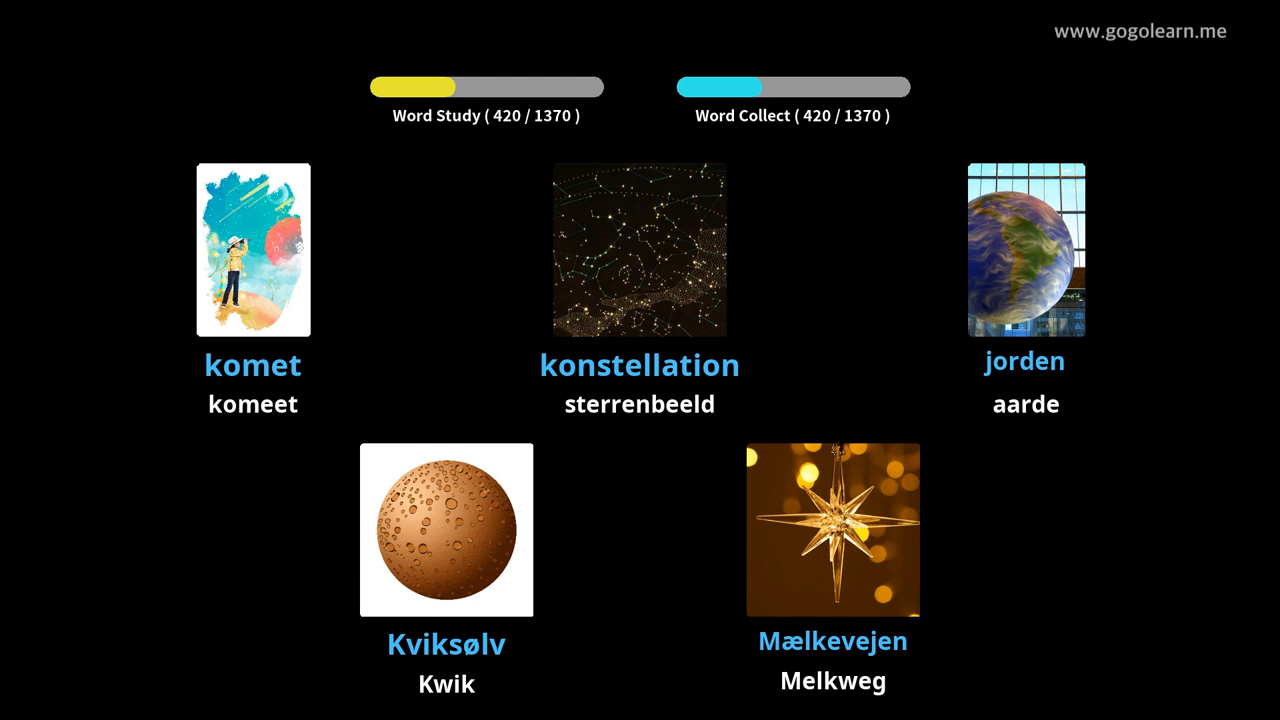 www.gogolearn.me
Word Study ( 420 / 1370 )
Word Collect ( 420 / 1370 )
komet
komeet
konstellation
sterrenbeeld
jorden
aarde
Kviksølv
Kwik
Mælkevejen
Melkweg